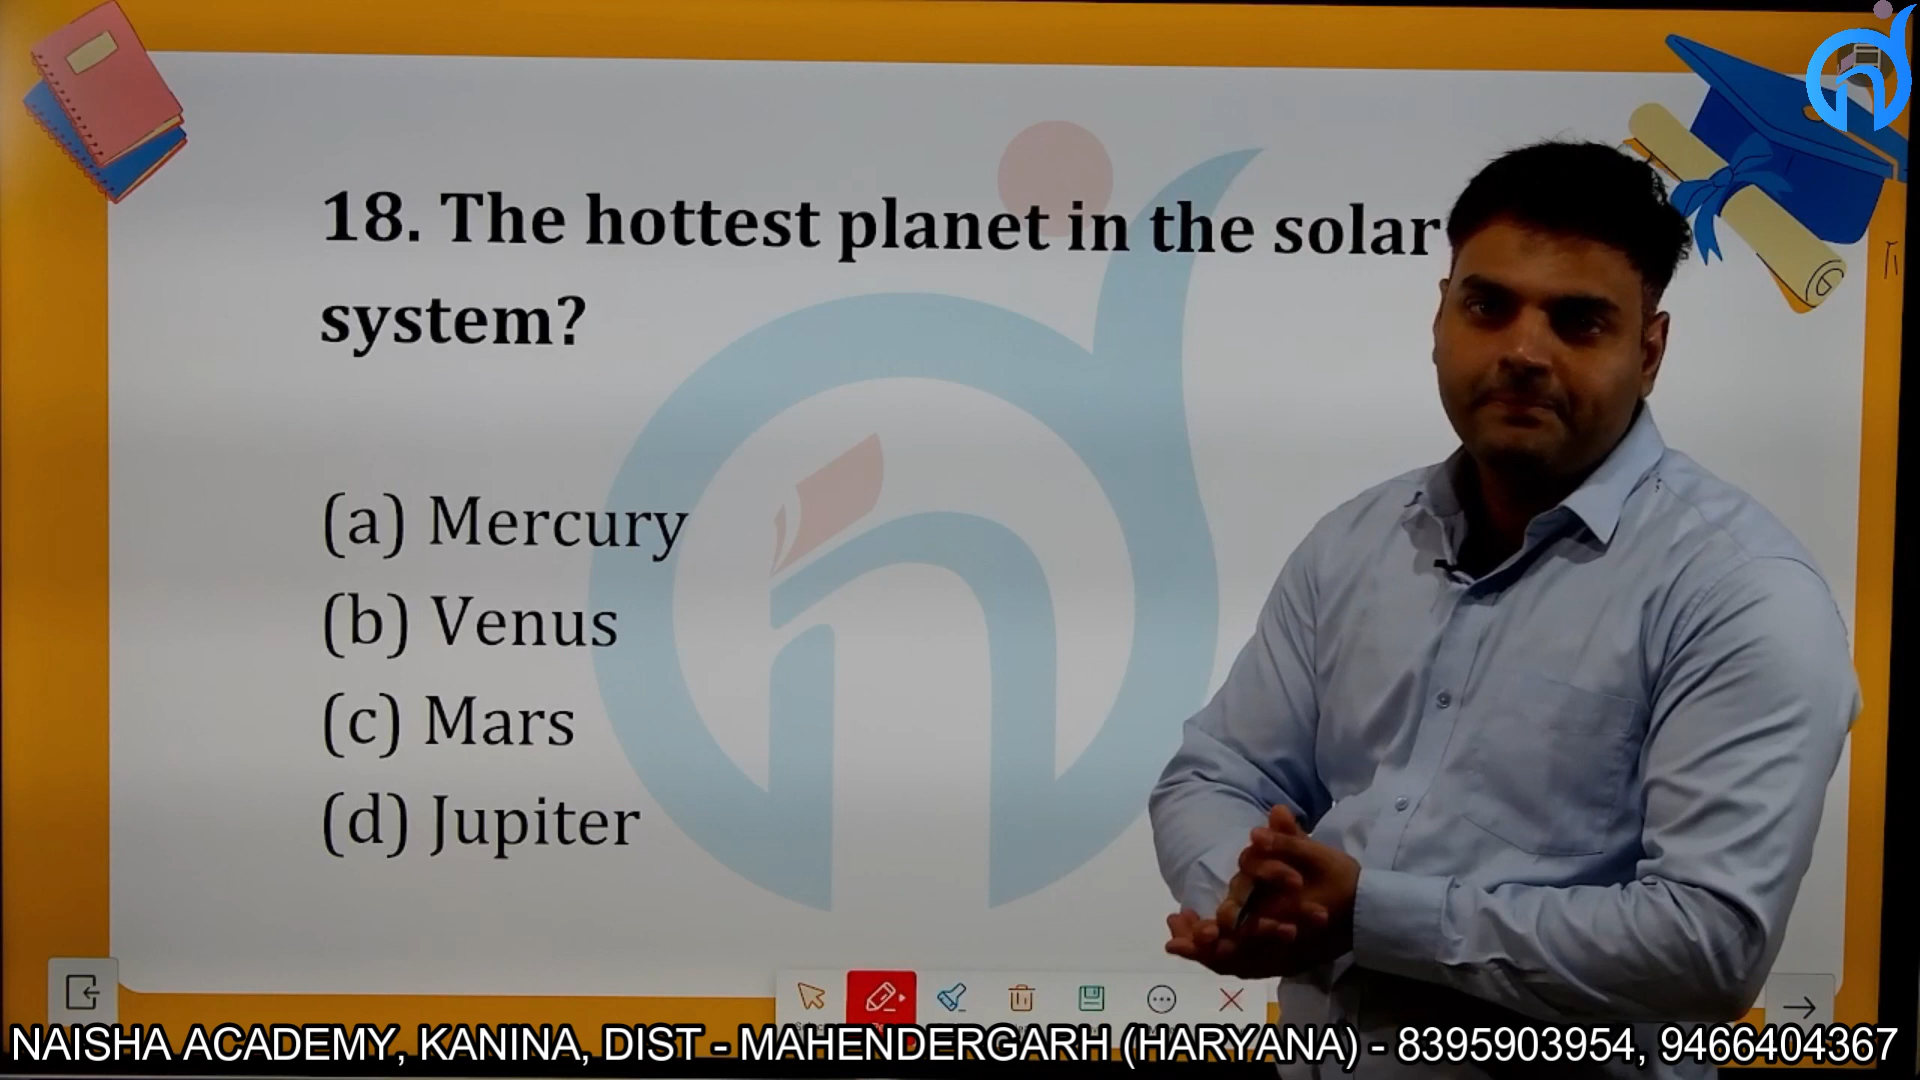 18. The hottest planet in the solar
system?
(a) Mercury
(b) Venus
(c) Mars
(d) Jupiter
NAISHA ACADEMY, KANINA, DIST - MAHENDERGARH (HARYANA) - 8395903954, 9466404367